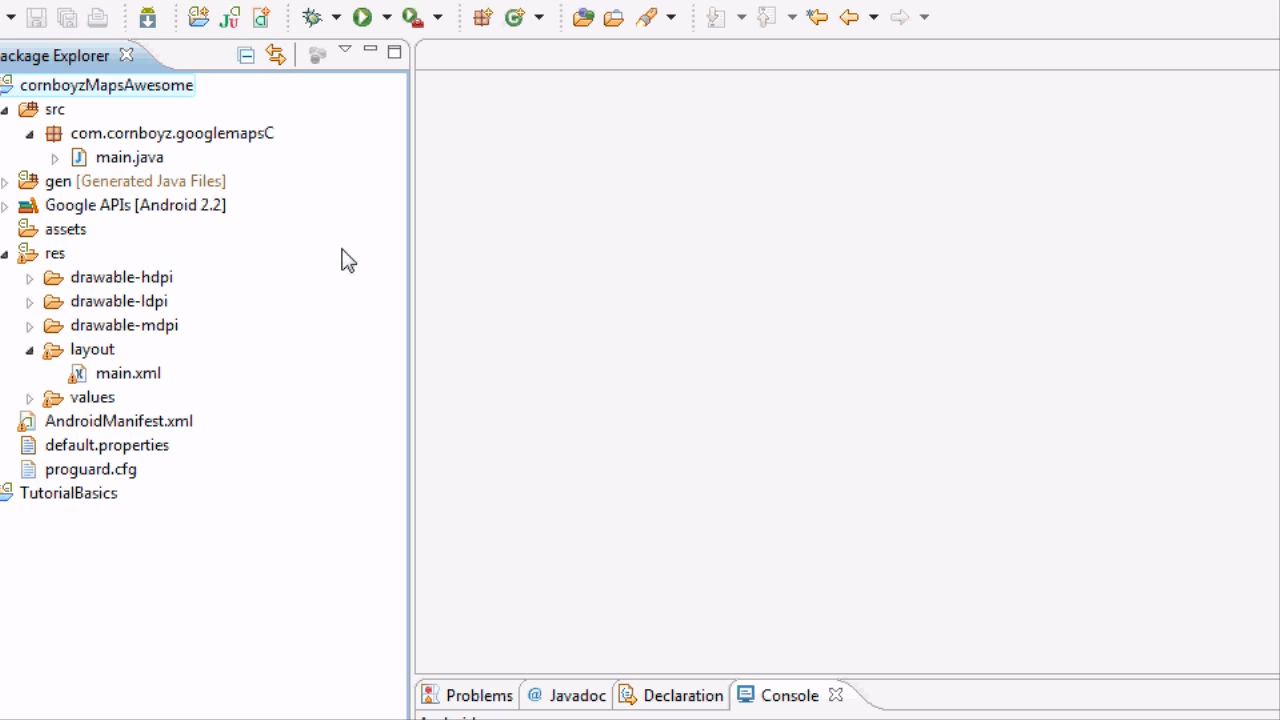 ackage Explorer
cornboyzMapsAwesome
src
com.cornboyz.googlemapsC
main.java
gen [Generated Java Files]
Google APIs [Android 2.2]
assets
res
drawable-hdpi
drawable-ldpi
drawable-mdpi
layout
main.xml
values
AndroidManifest.xml
default.properties
proguard.cfg
TutorialBasics
Problems @ Javadoc Declaration Console